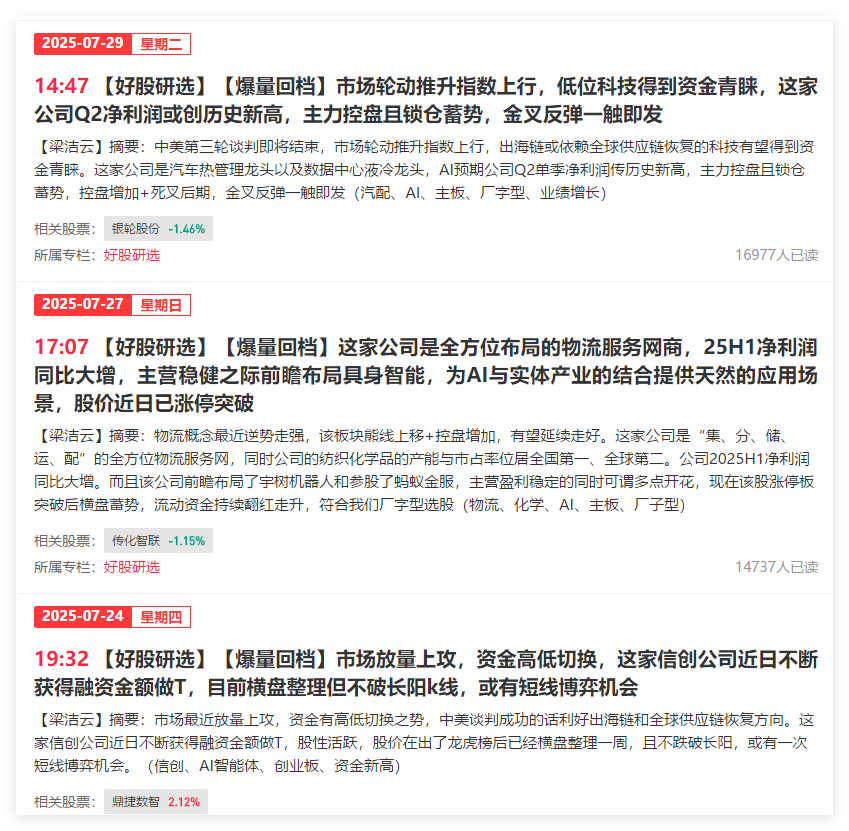 2025-07-29 星期二
14:47 【好股研选】【爆量回档】市场轮动推升指数上行，低位科技得到资金青睐，这家
公司Q2净利润或创历史新高，主力控盘且锁仓蓄势，金叉反弹一触即发
【梁洁云】摘要：中美第三轮谈判即将结束，市场轮动推升指数上行，出海链或依赖全球供应链恢复的科技有望得到资
金青睐。这家公司是汽车热管理龙头以及数据中心液冷龙头，AI预期公司Q2单季净利润传历史新高，主力控盘且锁仓
蓄势，控盘增加+死叉后期，金叉反弹一触即发（汽配、AI、主板、厂字型、业绩增长）
相关股票： 银轮股份 -1.46%
所属专栏：好股研选 16977人已读
2025-07-27 星期日
17:07 【好股研选】【爆量回档】这家公司是全方位布局的物流服务网商，25H1净利润
同比大增，主营稳健之际前瞻布局具身智能，为AI与实体产业的结合提供天然的应用场
景，股价近日已涨停突破
【梁洁云】摘要：物流概念最近逆势走强，该板块能线上移+控盘增加，有望延续走好。这家公司是“集、分、储、
运、配”的全方位物流服务网，同时公司的纺织化学品的产能与市占率位居全国第一、全球第二。公司2025H1净利润
同比大增。而且该公司前瞻布局了宇树机器人和参股了蚂蚁金服，主营盈利稳定的同时可谓多点开花，现在该股涨停板
突破后横盘蓄势，流动资金持续翻红走升，符合我们厂字型选股（物流、化学、AI、主板、厂子型）
相关股票： 传化智联 -1.15%
所属专栏：好股研选 14737人已读
2025-07-24 星期四
19:32 【好股研选】【爆量回档】市场放量上攻，资金高低切换，这家信创公司近日不断
获得融资金额做T，目前横盘整理但不破长阳k线，或有短线博弈机会
【梁洁云】摘要：市场最近放量上攻，资金有高低切换之势，中美谈判成功的话利好出海链和全球供应链恢复方向。这
家信创公司近日不断获得融资金额做T，股性活跃，股价在出了龙虎榜后已经横盘整理一周，且不跌破长阳，或有一次
短线博弈机会。（信创、AI智能体、创业板、资金新高）
相关股票： 鼎捷数智 2.12%